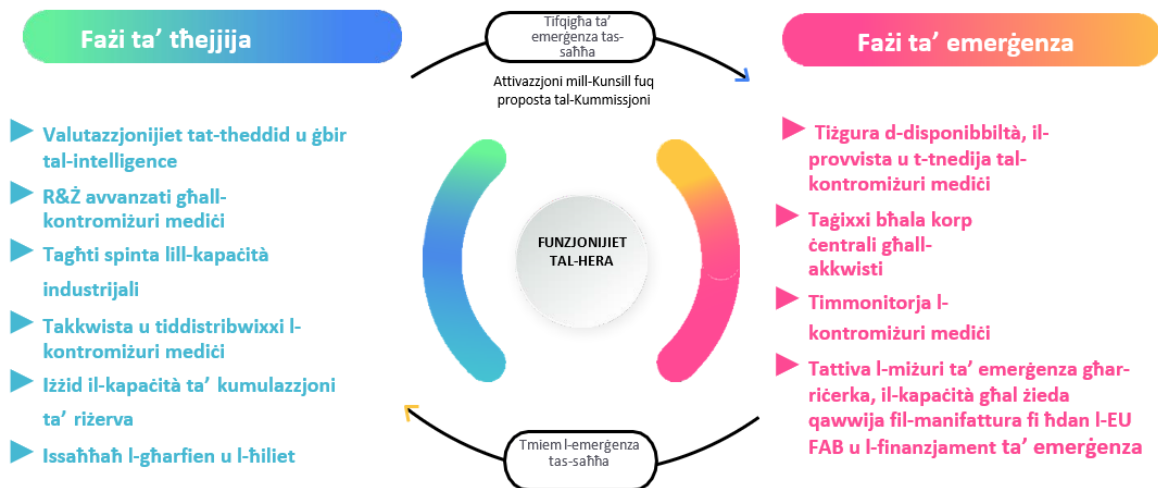 Fażi ta’ tħejjija
Valutazzjonijiet tat-theddid u ġbir
tal-intelligence
R&Ż avvanzati għall-
kontromiżuri mediċi
Tagħti spinta lill-kapaċità
industrijali
Takkwista u tiddistribwixxi l-
kontromiżuri mediċi
Iżżid il-kapaċità ta’ kumulazzjoni
ta’ riżerva
Issaħħaħ l-għarfien u l-ħiliet
Tifqigħa ta’
emerġenza tas-
saħħa
Attivazzjoni mill-Kunsill fuq
proposta tal-Kummissjoni
FUNZJONIJIET
TAL-HERA
Tmiem l-emerġenza
tas-saħħa
Fażi ta’ emerġenza
Tiżgura d-disponibbiltà, il-
provvista u t-tnedija tal-
kontromiżuri mediċi
Taġixxi bħala korp
ċentrali għall-
akkwisti
Timmonitorja l-
kontromiżuri mediċi
Tattiva l-miżuri ta’ emerġenza għar-
riċerka, il-kapaċità għal żieda
qawwija fil-manifattura fi ħdan l-EU
FAB u l-finanzjament ta’ emerġenza